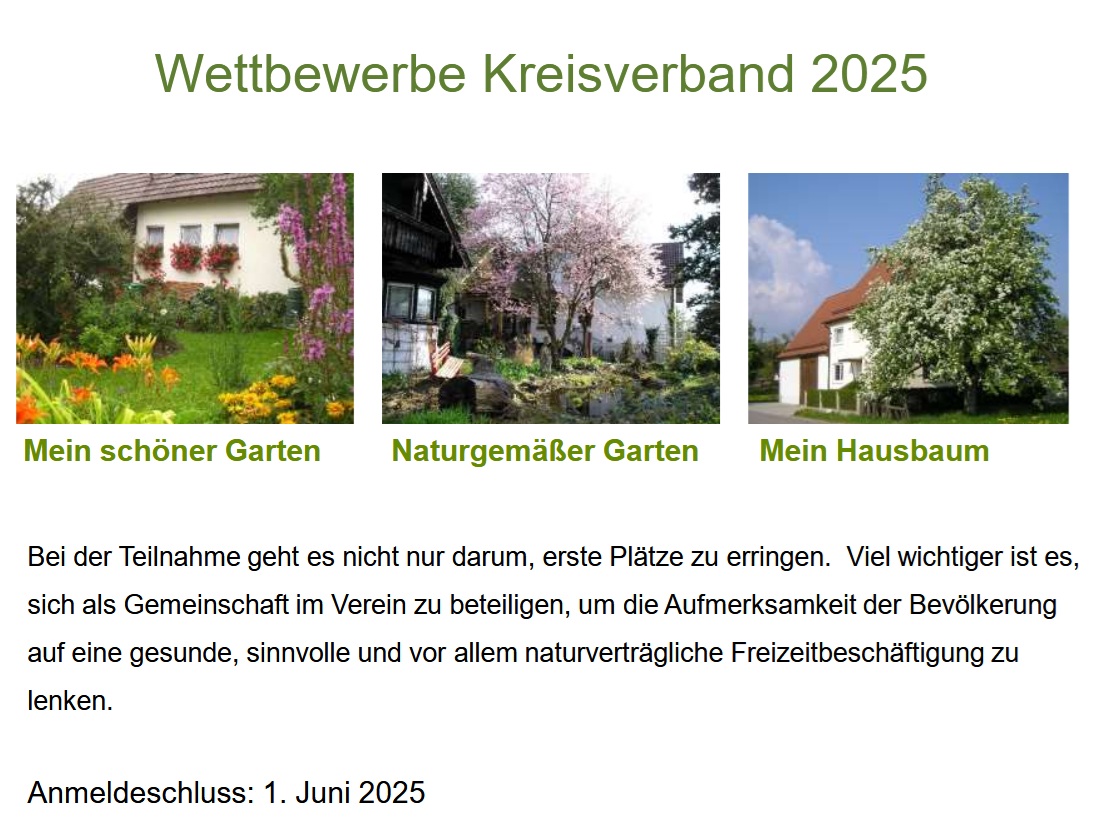 Wettbewerbe Kreisverband 2025
Mein schöner Garten
Naturgemäßer Garten
Mein Hausbaum
Bei der Teilnahme geht es nicht nur darum, erste Plätze zu erringen.  Viel wichtiger ist es,
sich als Gemeinschaft im Verein zu beteiligen, um die Aufmerksamkeit der Bevölkerung
auf eine gesunde, sinnvolle und vor allem naturverträgliche Freizeitbeschäftigung zu
lenken.
Anmeldeschluss: 1. Juni 2025